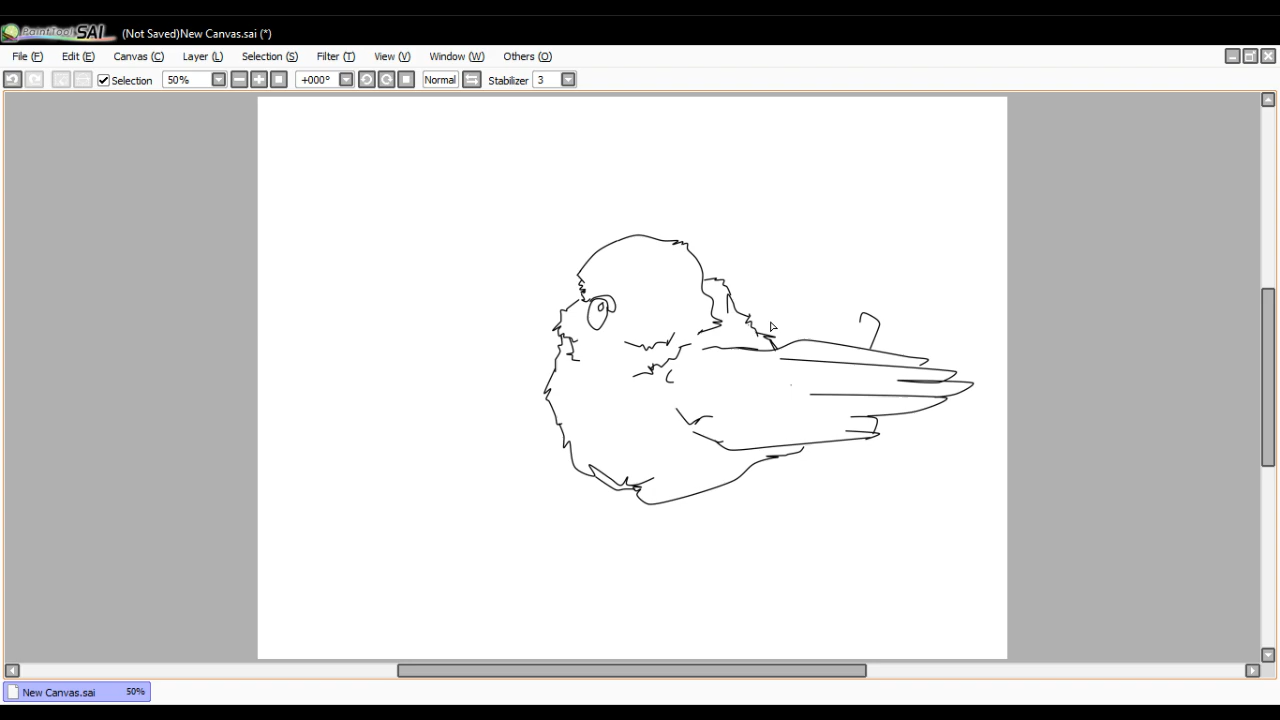 PaintTool SAI (Not Saved)New Canvas.sai (*)
File (F) Edit (E) Canvas (C) Layer (L) Selection (S) Filter (T) View (V) Window (W) Others (O)
Selection 50% +000° Normal Stabilizer 3
New Canvas.sai 50%